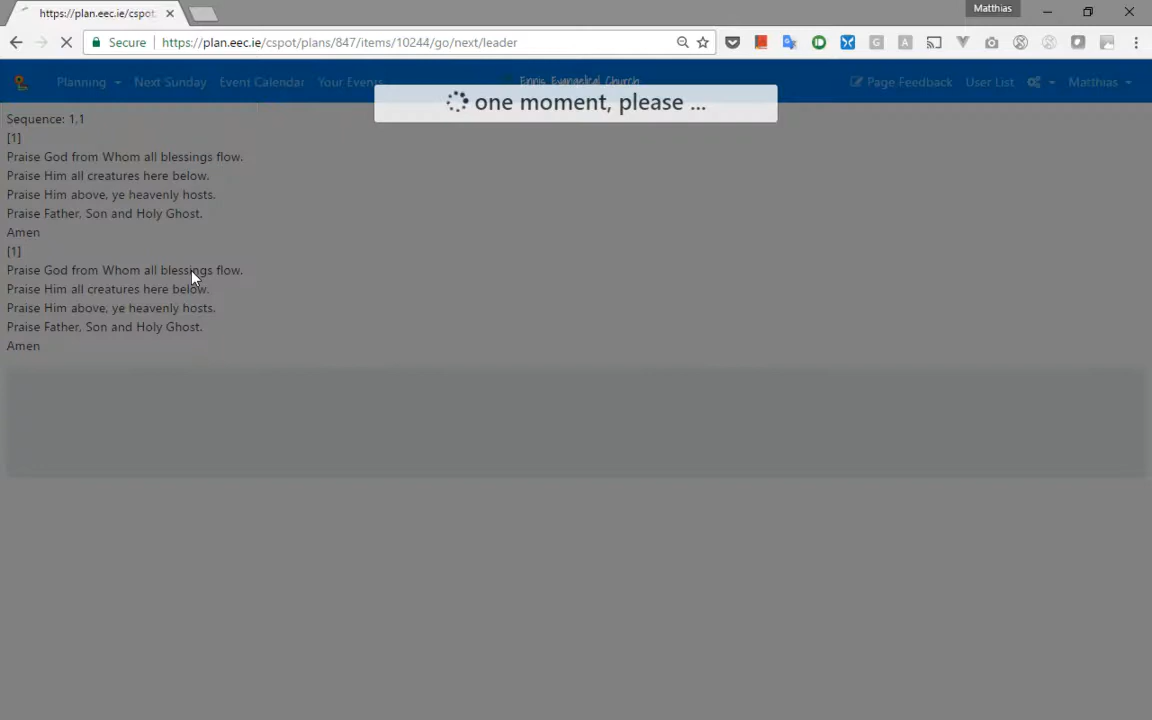 https://plan.eec.ie/cspot
Matthias
Secure
https://plan.eec.ie/cspot/plans/847/items/10244/go/next/leader
Planning
Next Sunday
Event Calendar
Your Events
Ennis Evangelical Church
Page Feedback
User List
Matthias
one moment, please ...
Sequence: 1,1
[1]
Praise God from Whom all blessings flow.
Praise Him all creatures here below.
Praise Him above, ye heavenly hosts.
Praise Father, Son and Holy Ghost.
Amen
[1]
Praise God from Whom all blessings flow.
Praise Him all creatures here below.
Praise Him above, ye heavenly hosts.
Praise Father, Son and Holy Ghost.
Amen